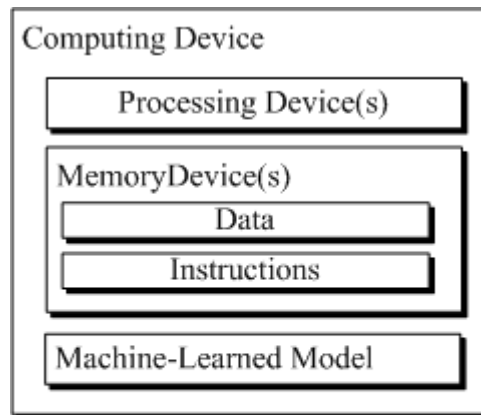 Computing Device
Processing Device(s)
MemoryDevice(s)
Data
Instructions
Machine-Learned Model